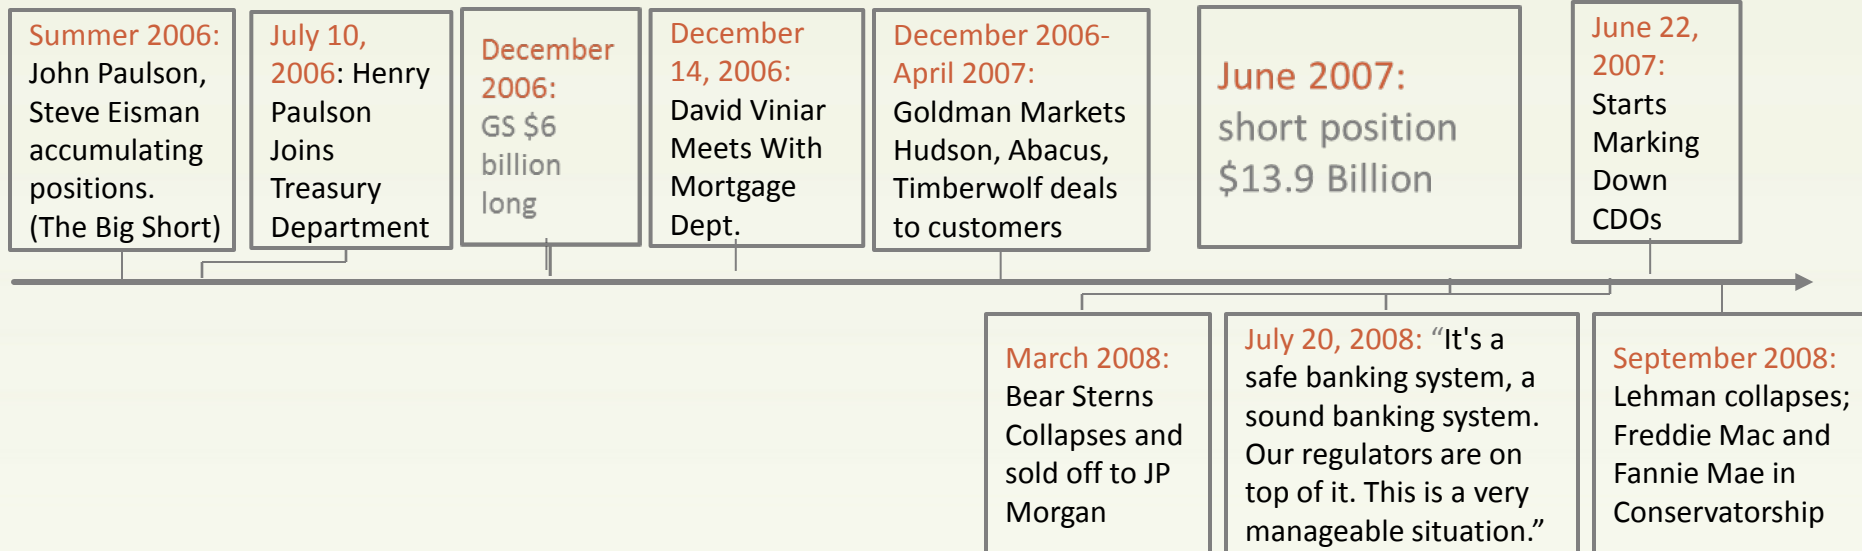 Summer 2006:
John Paulson,
Steve Eisman
accumulating
positions.
(The Big Short)
July 10,
2006: Henry
Paulson
Joins
Treasury
Department
December
2006:
GS $6
billion
long
December
14, 2006:
David Viniar
Meets With
Mortgage
Dept.
December 2006-
April 2007:
Goldman Markets
Hudson, Abacus,
Timberwolf deals
to customers
June 2007:
short position
$13.9 Billion
June 22,
2007:
Starts
Marking
Down
CDOs
March 2008:
Bear Sterns
Collapses and
sold off to JP
Morgan
July 20, 2008: “It's a
safe banking system, a
sound banking system.
Our regulators are on
top of it. This is a very
manageable situation.”
September 2008:
Lehman collapses;
Freddie Mac and
Fannie Mae in
Conservatorship